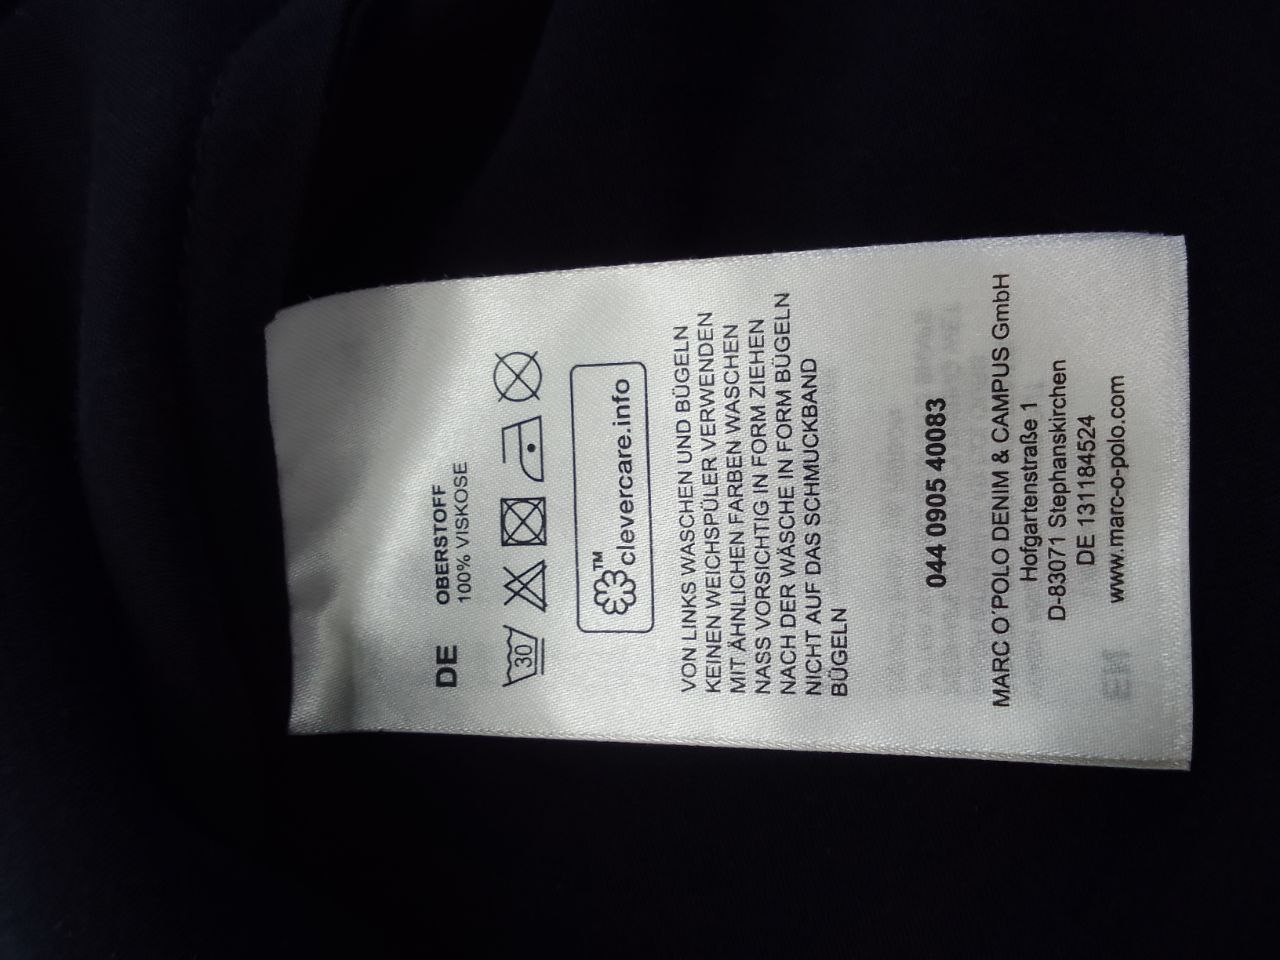 DE
OBERSTOFF
100% VISKOSE
30
clevercare.info™
VON LINKS WASCHEN UND BÜGELN
KEINEN WEICHSPÜLER VERWENDEN
MIT ÄHNLICHEN FARBEN WASCHEN
NASS VORSICHTIG IN FORM ZIEHEN
NACH DER WÄSCHE IN FORM BÜGELN
NICHT AUF DAS SCHMUCKBAND
BÜGELN
044 0905 40083
MARC O'POLO DENIM & CAMPUS GmbH
Hofgartenstraße 1
D-83071 Stephanskirchen
DE 131184524
www.marc-o-polo.com